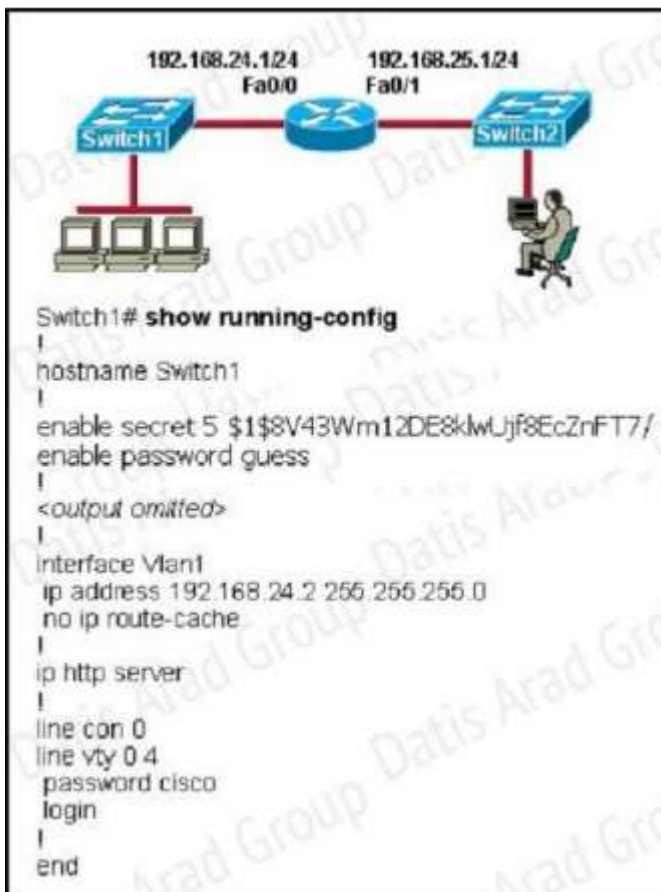 192.168.24.1/24 192.168.25.1/24
Fa0/0 Fa0/1
Switch1 Switch2
Switch1# show running-config
!
hostname Switch1
!
enable secret 5 $1$8V43Wm12DE8klwUjf8EcZnFT7/
enable password guess
!
<output omitted>
!
interface Vlan1
ip address 192.168.24.2 255.255.255.0
no ip route-cache
!
ip http server
!
line con 0
line vty 0 4
password cisco
login
!
end
Datis Arad Group